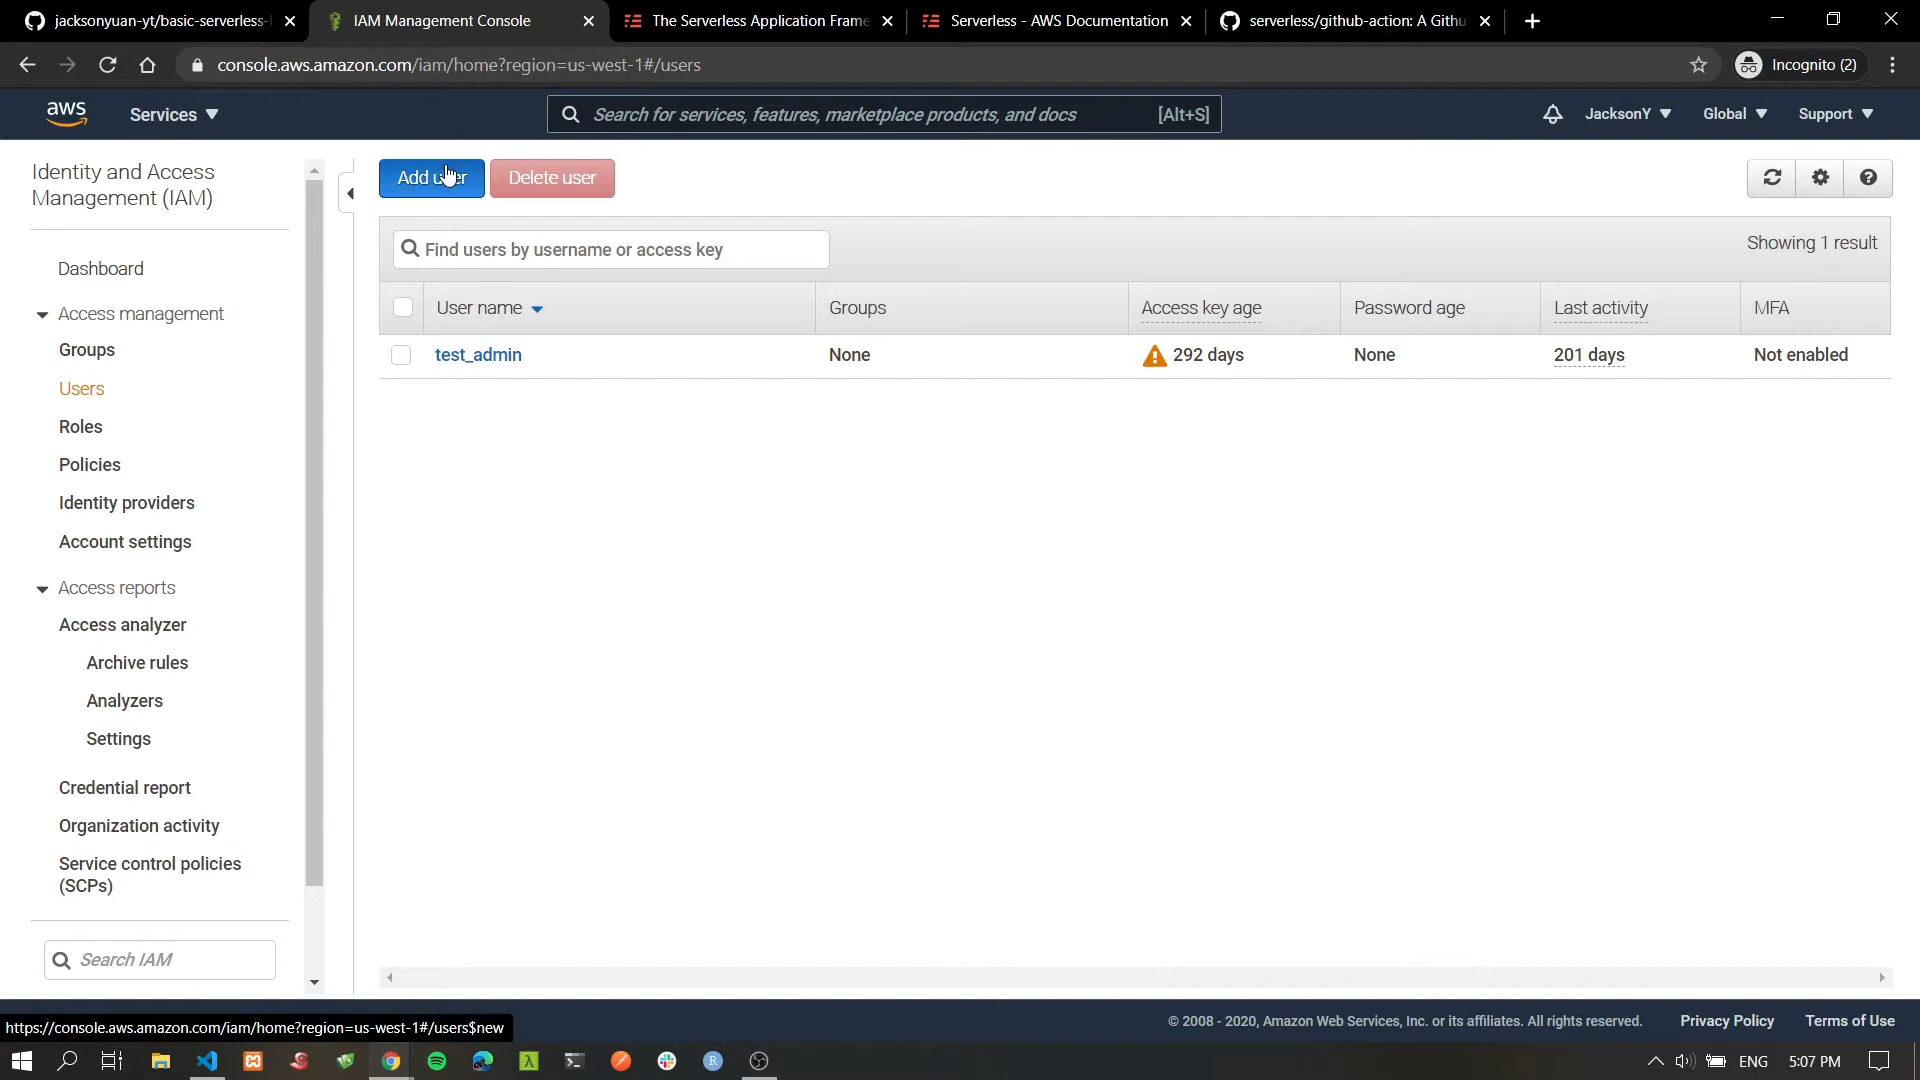 jacksonyuan-yt/basic-serverless-
IAM Management Console
The Serverless Application Frame
Serverless - AWS Documentation
serverless/github-action: A Githu
console.aws.amazon.com/iam/home?region=us-west-1#/users
Incognito (2)
aws
Services
Search for services, features, marketplace products, and docs
[Alt+S]
JacksonY
Global
Support
Identity and Access
Management (IAM)
Add user
Delete user
Find users by username or access key
Showing 1 result
User name
Groups
Access key age
Password age
Last activity
MFA
test_admin
None
292 days
None
201 days
Not enabled
Dashboard
Access management
Groups
Users
Roles
Policies
Identity providers
Account settings
Access reports
Access analyzer
Archive rules
Analyzers
Settings
Credential report
Organization activity
Service control policies
(SCPs)
Search IAM
https://console.aws.amazon.com/iam/home?region=us-west-1#/users$new
© 2008 - 2020, Amazon Web Services, Inc. or its affiliates. All rights reserved.
Privacy Policy
Terms of Use
ENG
5:07 PM